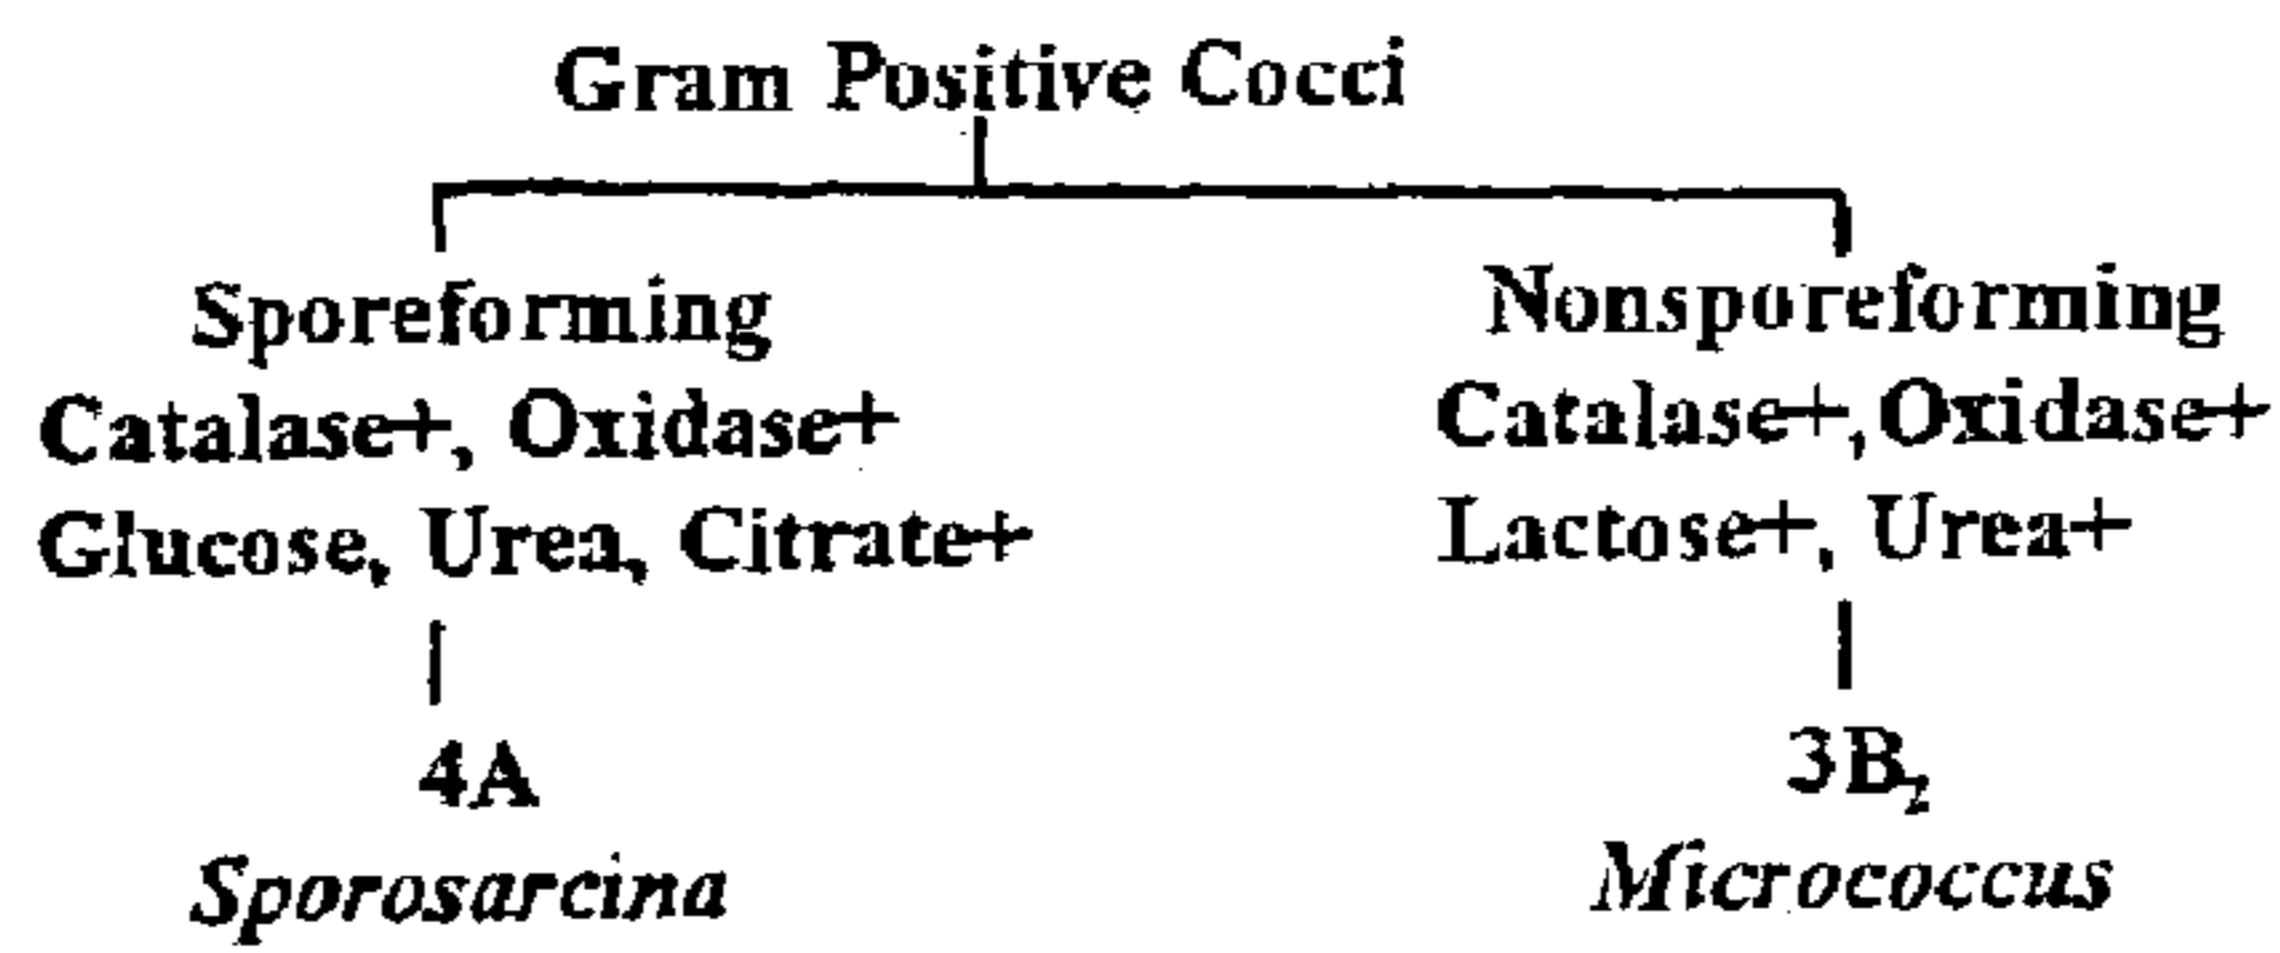 Gram Positive Cocci
Sporeforming
Catalase+, Oxidase+
Glucose, Urea, Citrate+
4A
Sporosarcina
Nonsporeforming
Catalase+, Oxidase+
Lactose+, Urea+
3B₂
Micrococcus